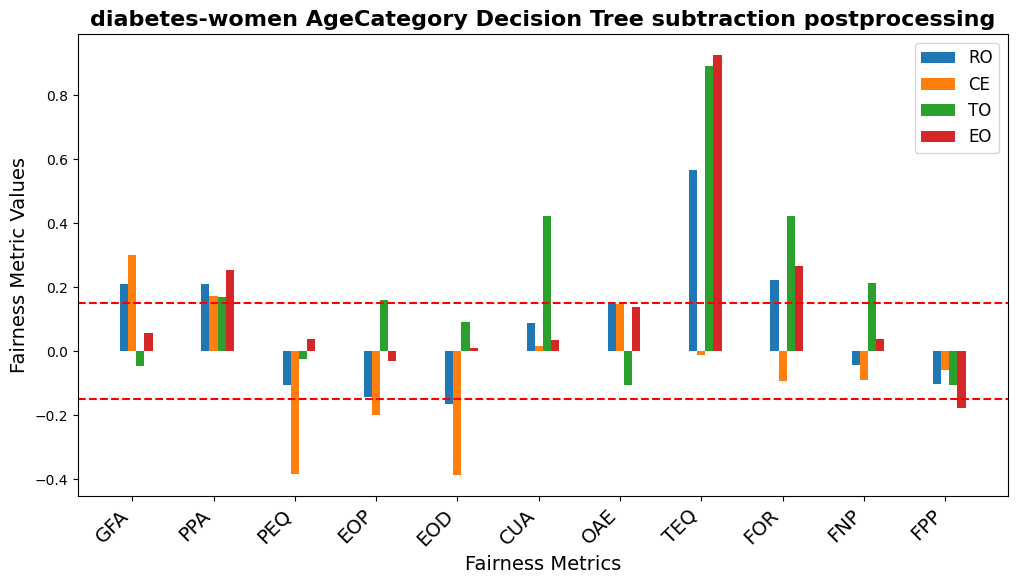 diabetes-women AgeCategory Decision Tree subtraction postprocessing
RO
CE
TO
EO
Fairness Metric Values
0.8
0.6
0.4
0.2
0.0
−0.2
−0.4
GFA
PPA
PEQ
EOP
EOD
CUA
OAE
TEQ
FOR
FNP
FPP
Fairness Metrics